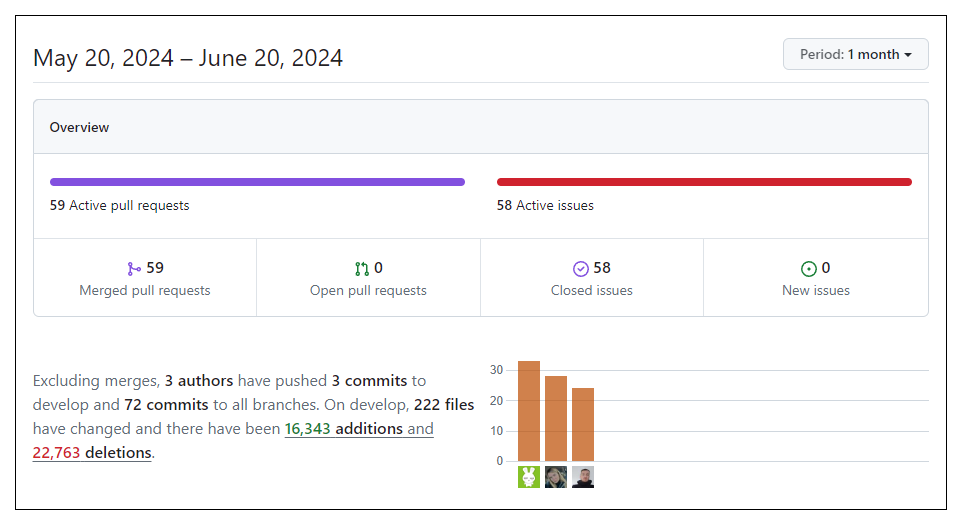 May 20, 2024 – June 20, 2024
Period: 1 month
Overview
59 Active pull requests
58 Active issues
59
Merged pull requests
0
Open pull requests
58
Closed issues
0
New issues
Excluding merges, 3 authors have pushed 3 commits to
develop and 72 commits to all branches. On develop, 222 files
have changed and there have been 16,343 additions and
22,763 deletions.
30
20
10
0